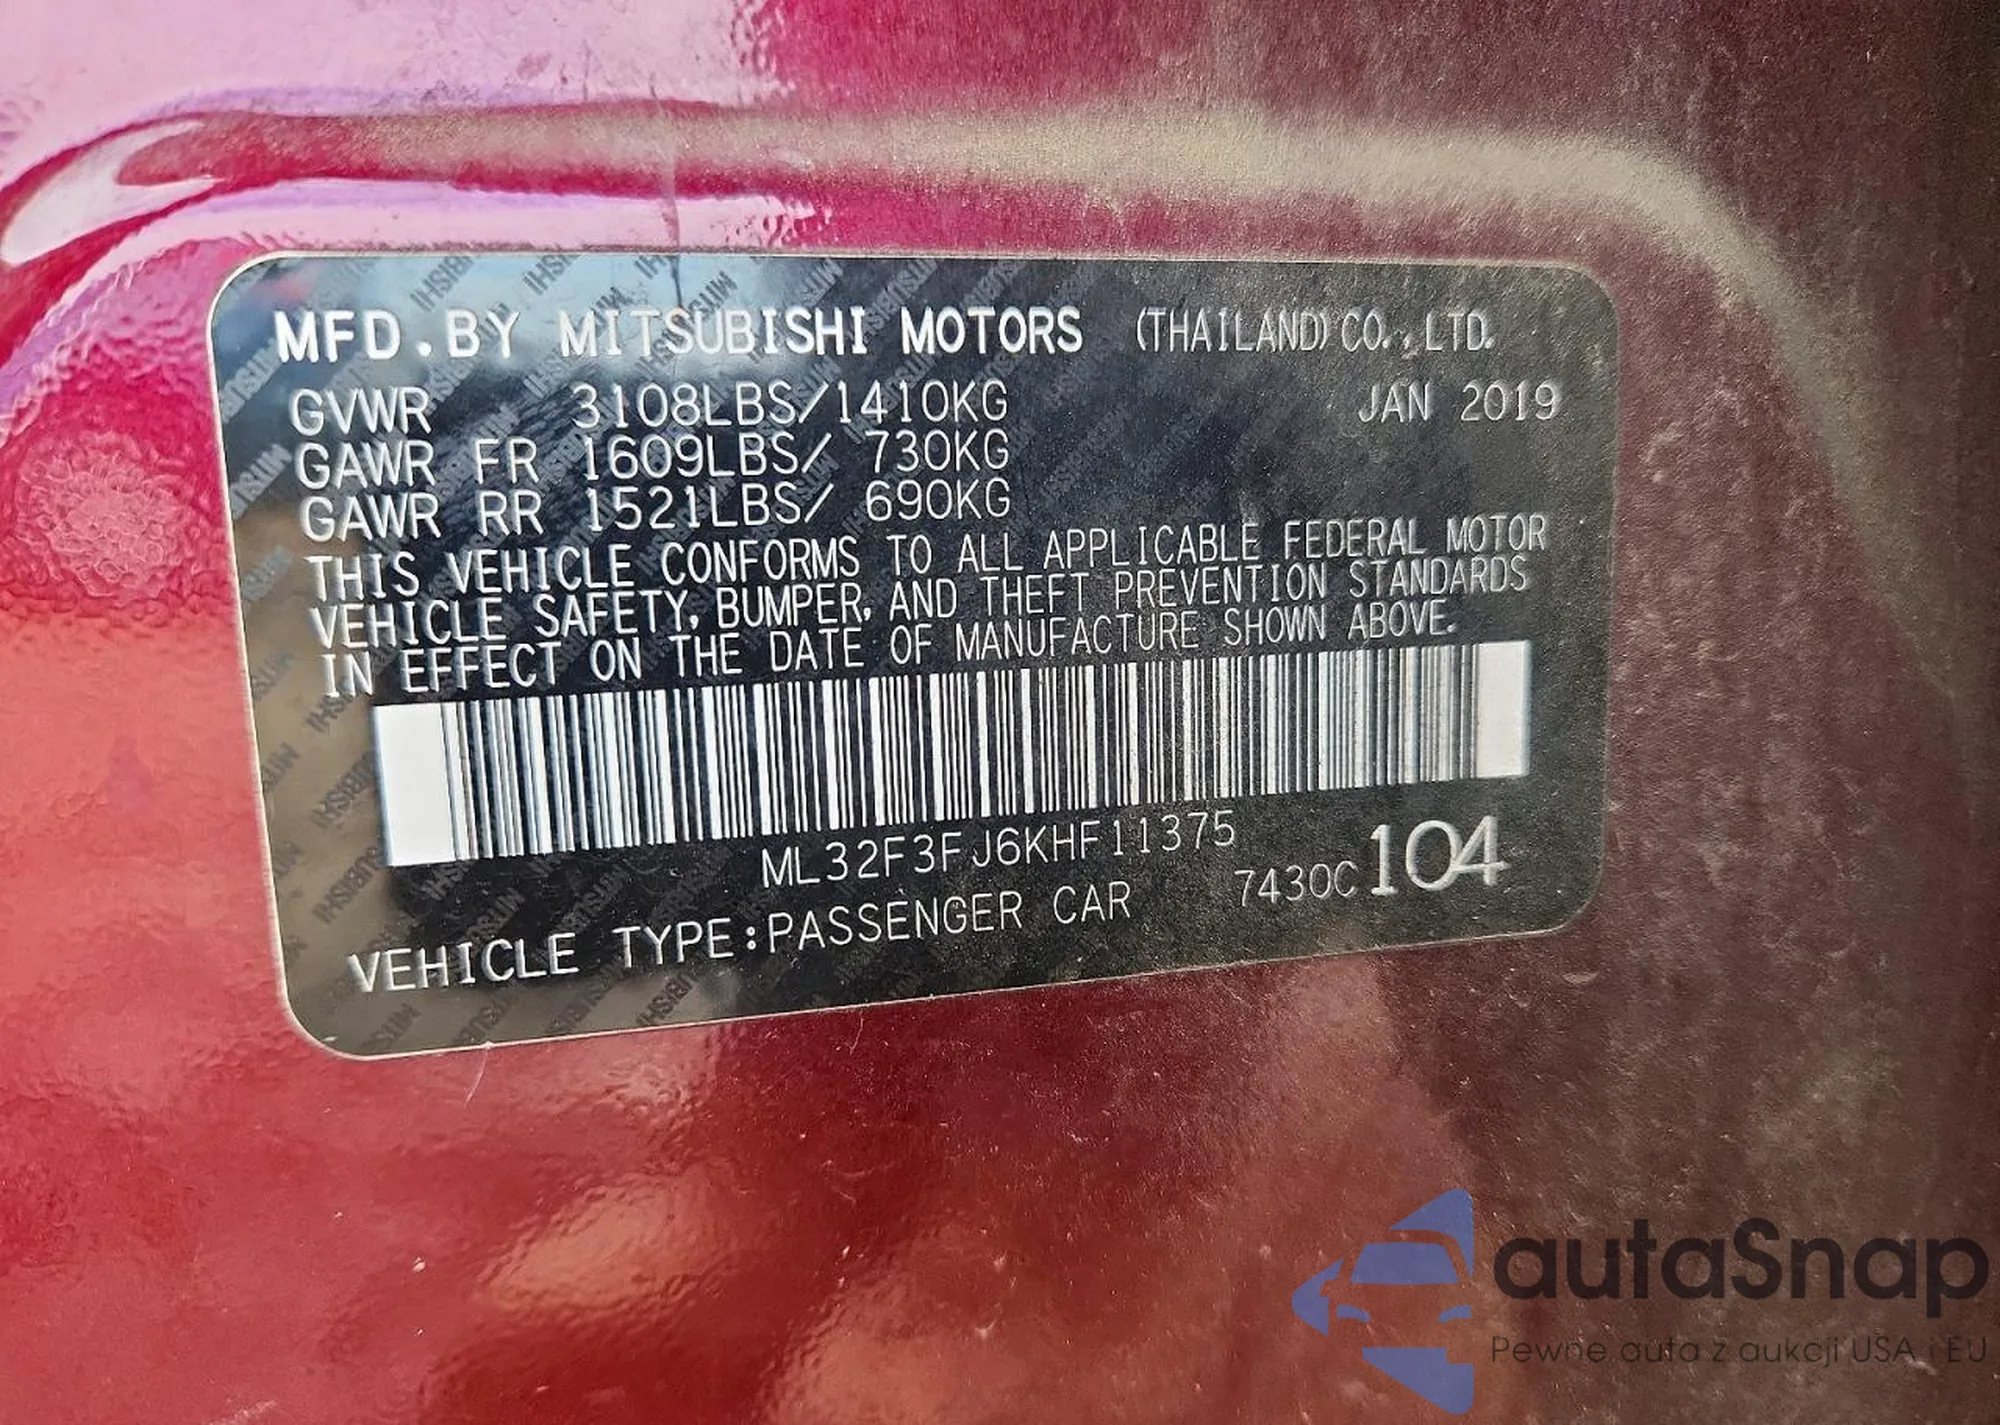 MFD.BY MITSUBISHI MOTORS (THAILAND) CO.,LTD.
GVWR 3108LBS/1410KG JAN 2019
GAWR FR 1609LBS/ 730KG
GAWR RR 1521LBS/ 690KG
THIS VEHICLE CONFORMS TO ALL APPLICABLE FEDERAL MOTOR
VEHICLE SAFETY, BUMPER, AND THEFT PREVENTION STANDARDS
IN EFFECT ON THE DATE OF MANUFACTURE SHOWN ABOVE.
ML32F3FJ6KHF11375
VEHICLE TYPE:PASSENGER CAR 7430C104
autaSnap
Pewne auta z aukcji USA i EU